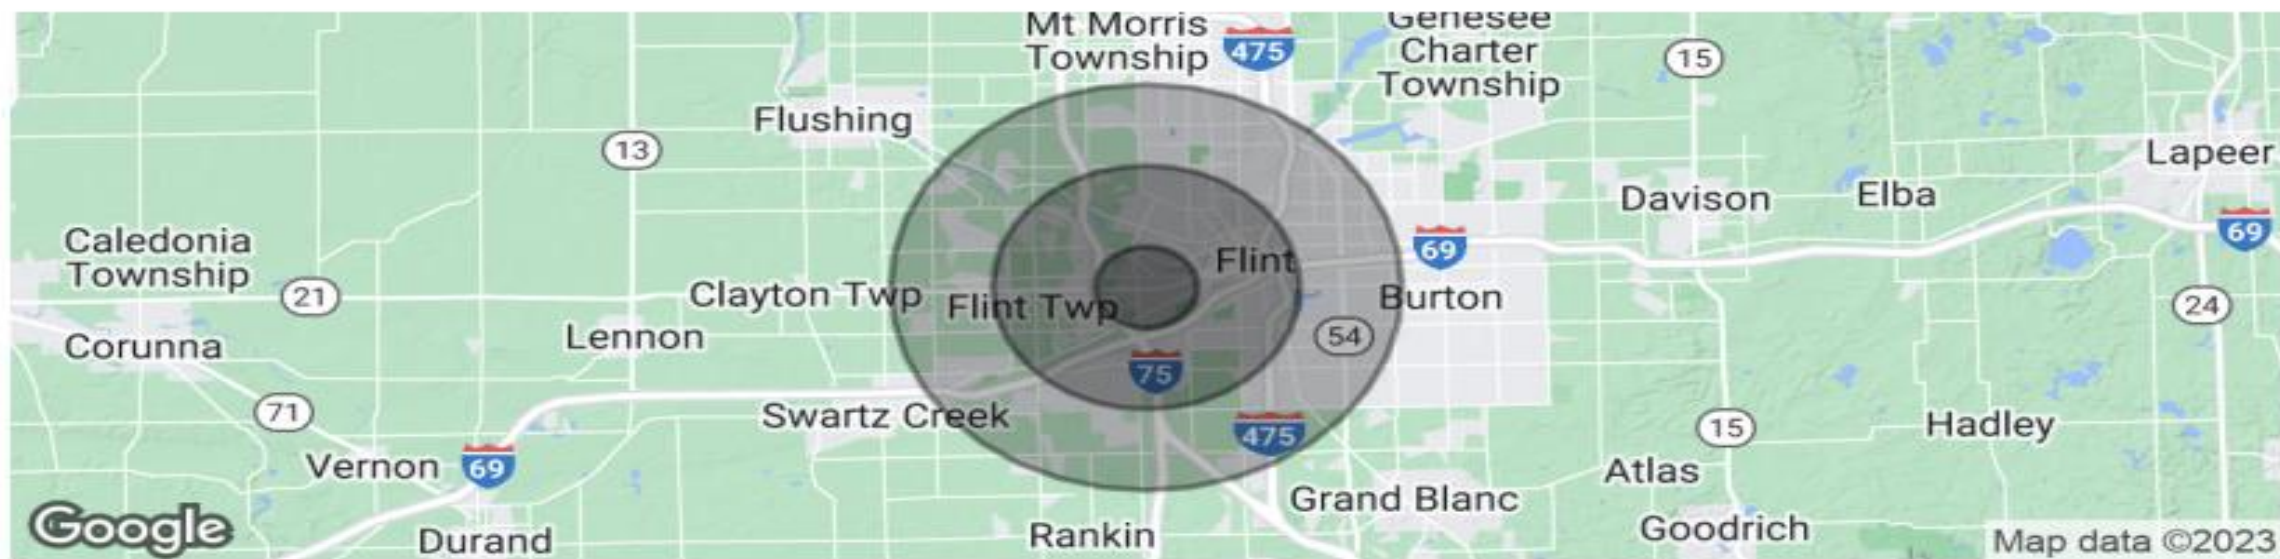 Mt Morris
Township
475
Genesee
Charter
Township
15
Flushing
13
Lapeer
Davison
Elba
Caledonia
Township
69
69
Flint
21
Clayton Twp
Flint Twp
Burton
24
Lennon
54
Corunna
75
71
Swartz Creek
475
15
Hadley
Vernon
69
Atlas
Grand Blanc
Google
Durand
Rankin
Goodrich
Map data ©2023